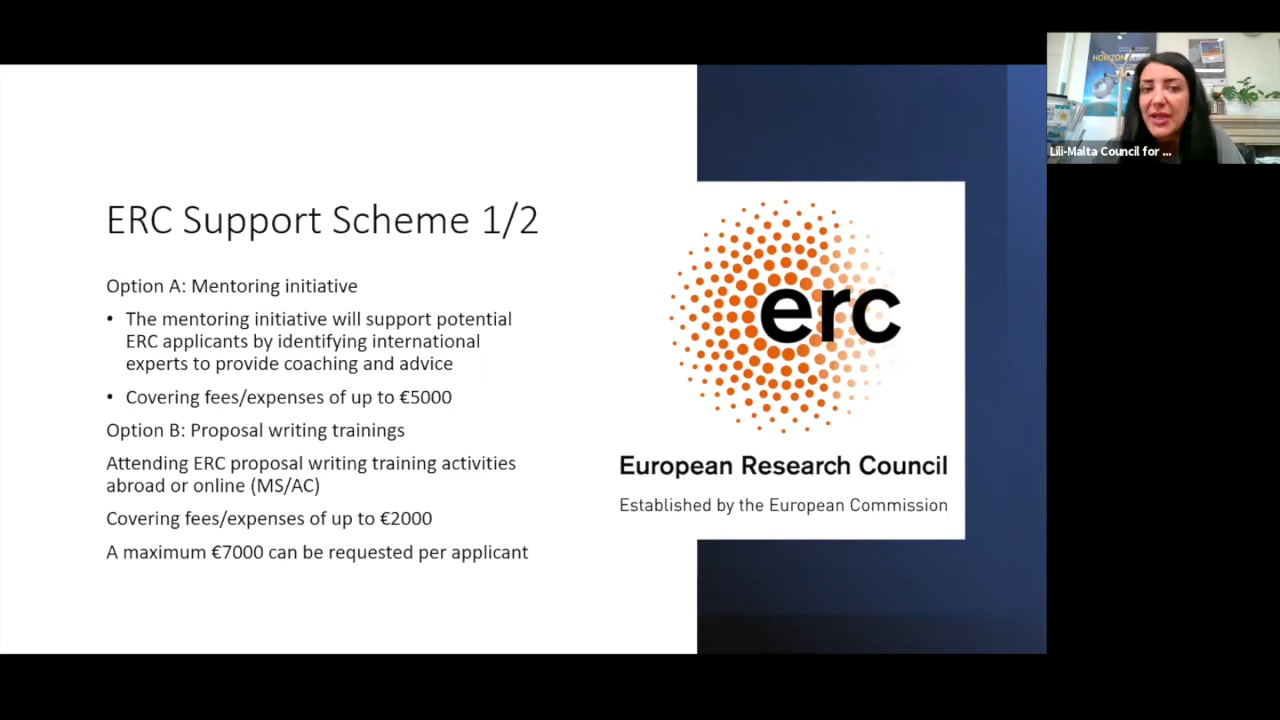 ERC Support Scheme 1/2
Option A: Mentoring initiative
• The mentoring initiative will support potential
ERC applicants by identifying international
experts to provide coaching and advice
• Covering fees/expenses of up to €5000
Option B: Proposal writing trainings
Attending ERC proposal writing training activities
abroad or online (MS/AC)
Covering fees/expenses of up to €2000
A maximum €7000 can be requested per applicant
erc
European Research Council
Established by the European Commission
HORIZON
Lili-Malta Council for ...